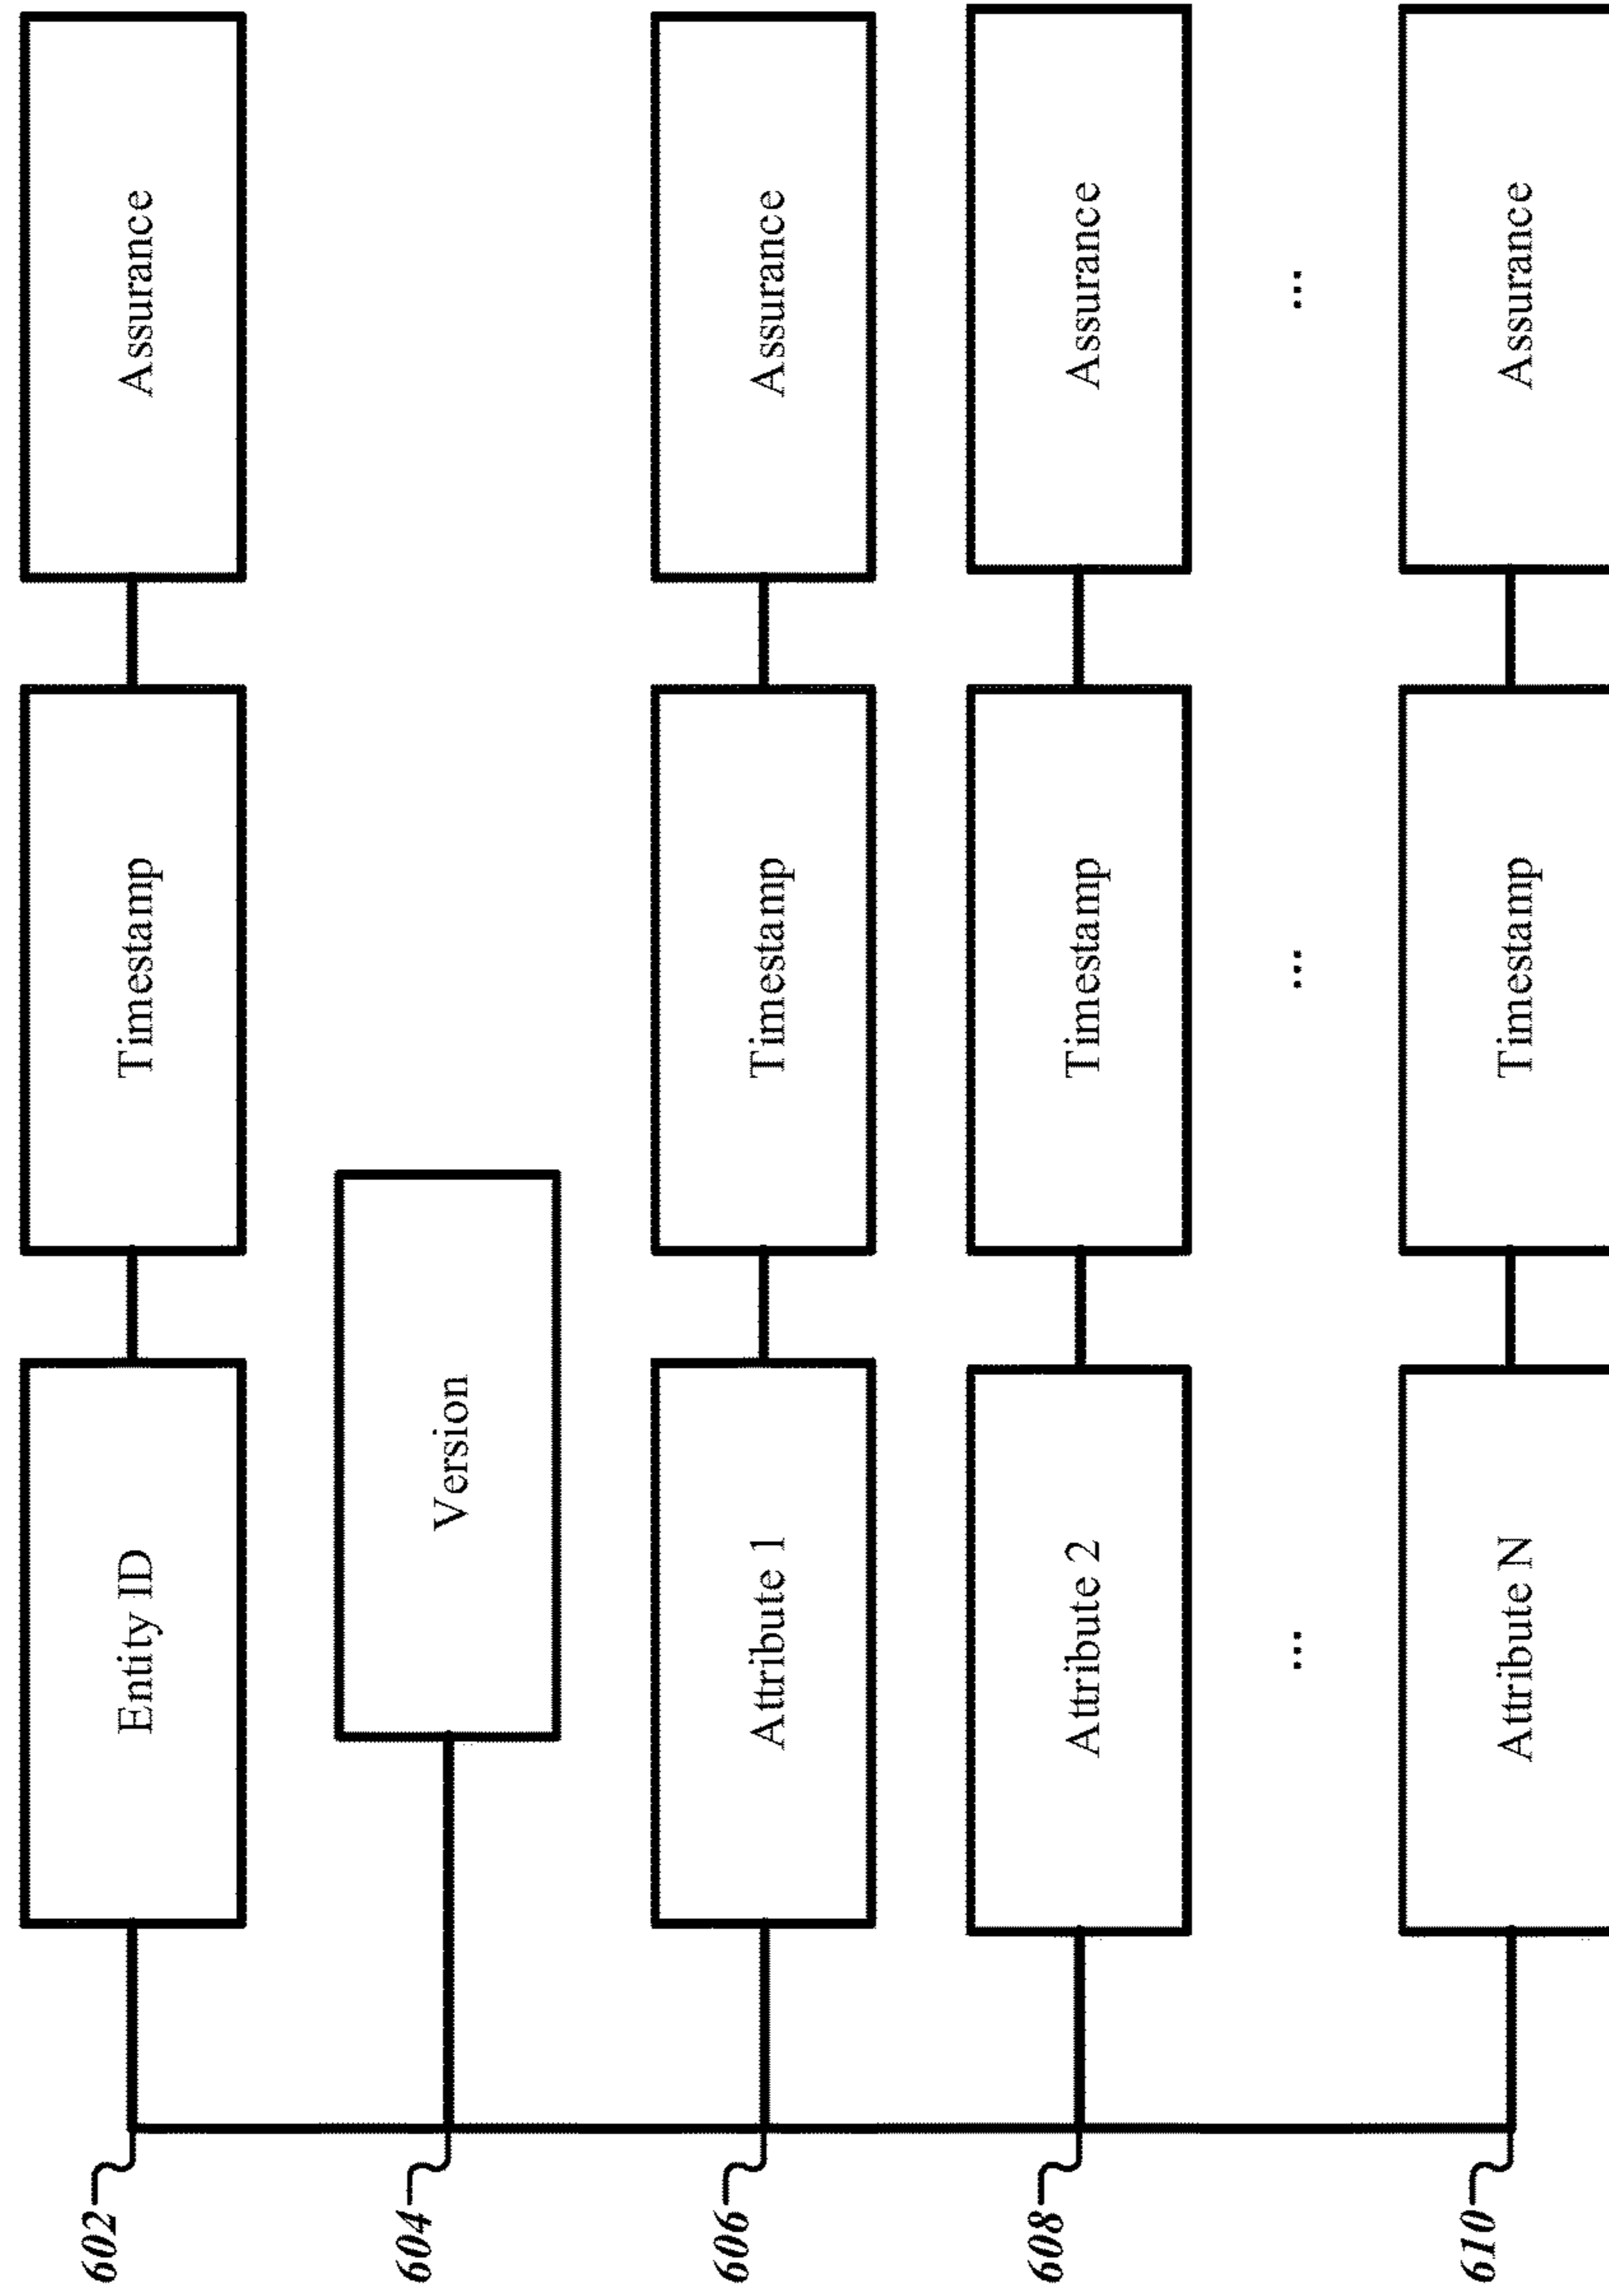 602 Entity ID Timestamp Assurance
604 Version
606 Attribute 1 Timestamp Assurance
608 Attribute 2 Timestamp Assurance
... ... ...
610 Attribute N Timestamp Assurance